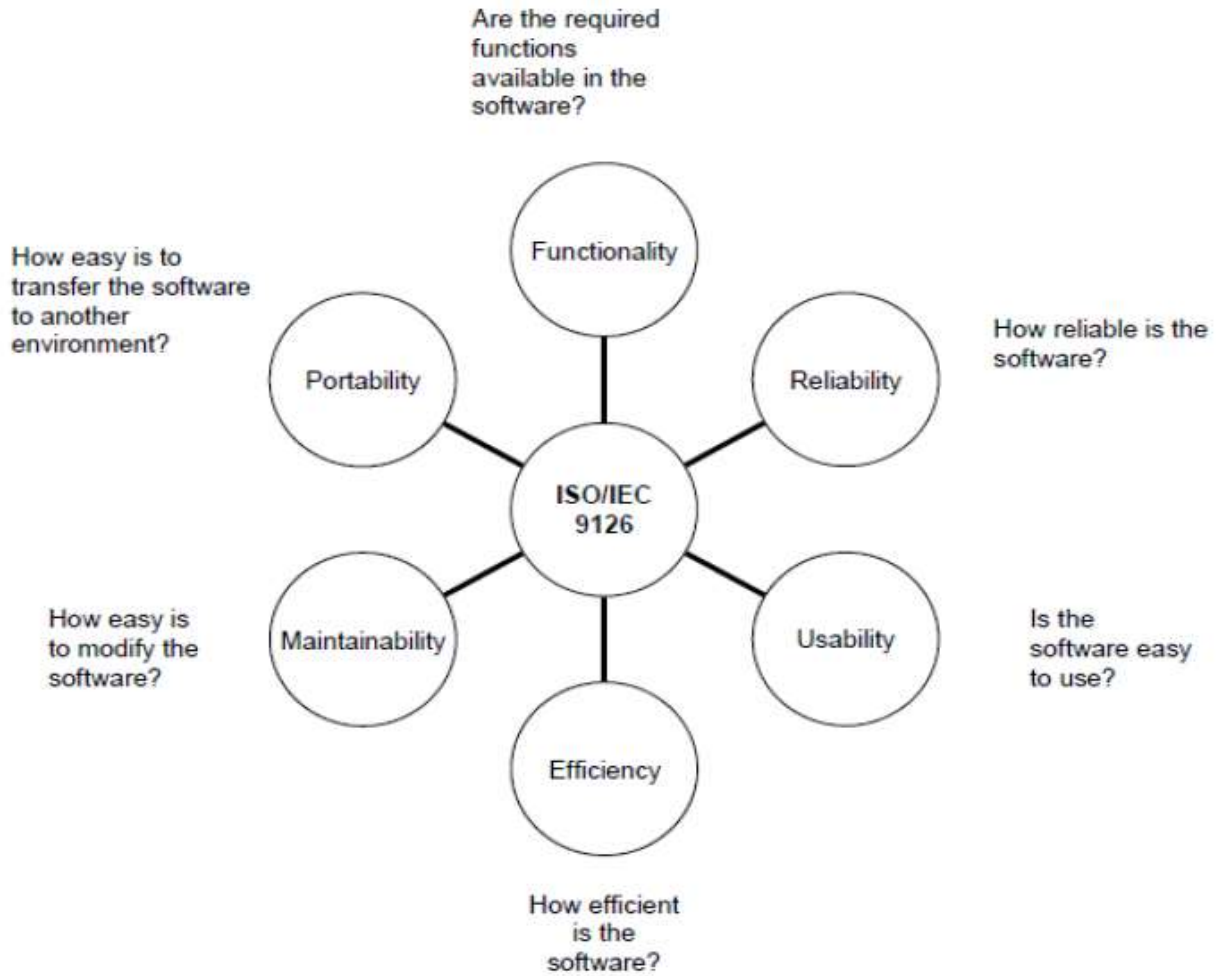 Are the required
functions
available in the
software?
Functionality
How easy is to
transfer the software
to another
environment?
Portability
Reliability
How reliable is the
software?
ISO/IEC
9126
How easy is
to modify the
software?
Maintainability
Usability
Is the
software easy
to use?
Efficiency
How efficient
is the
software?